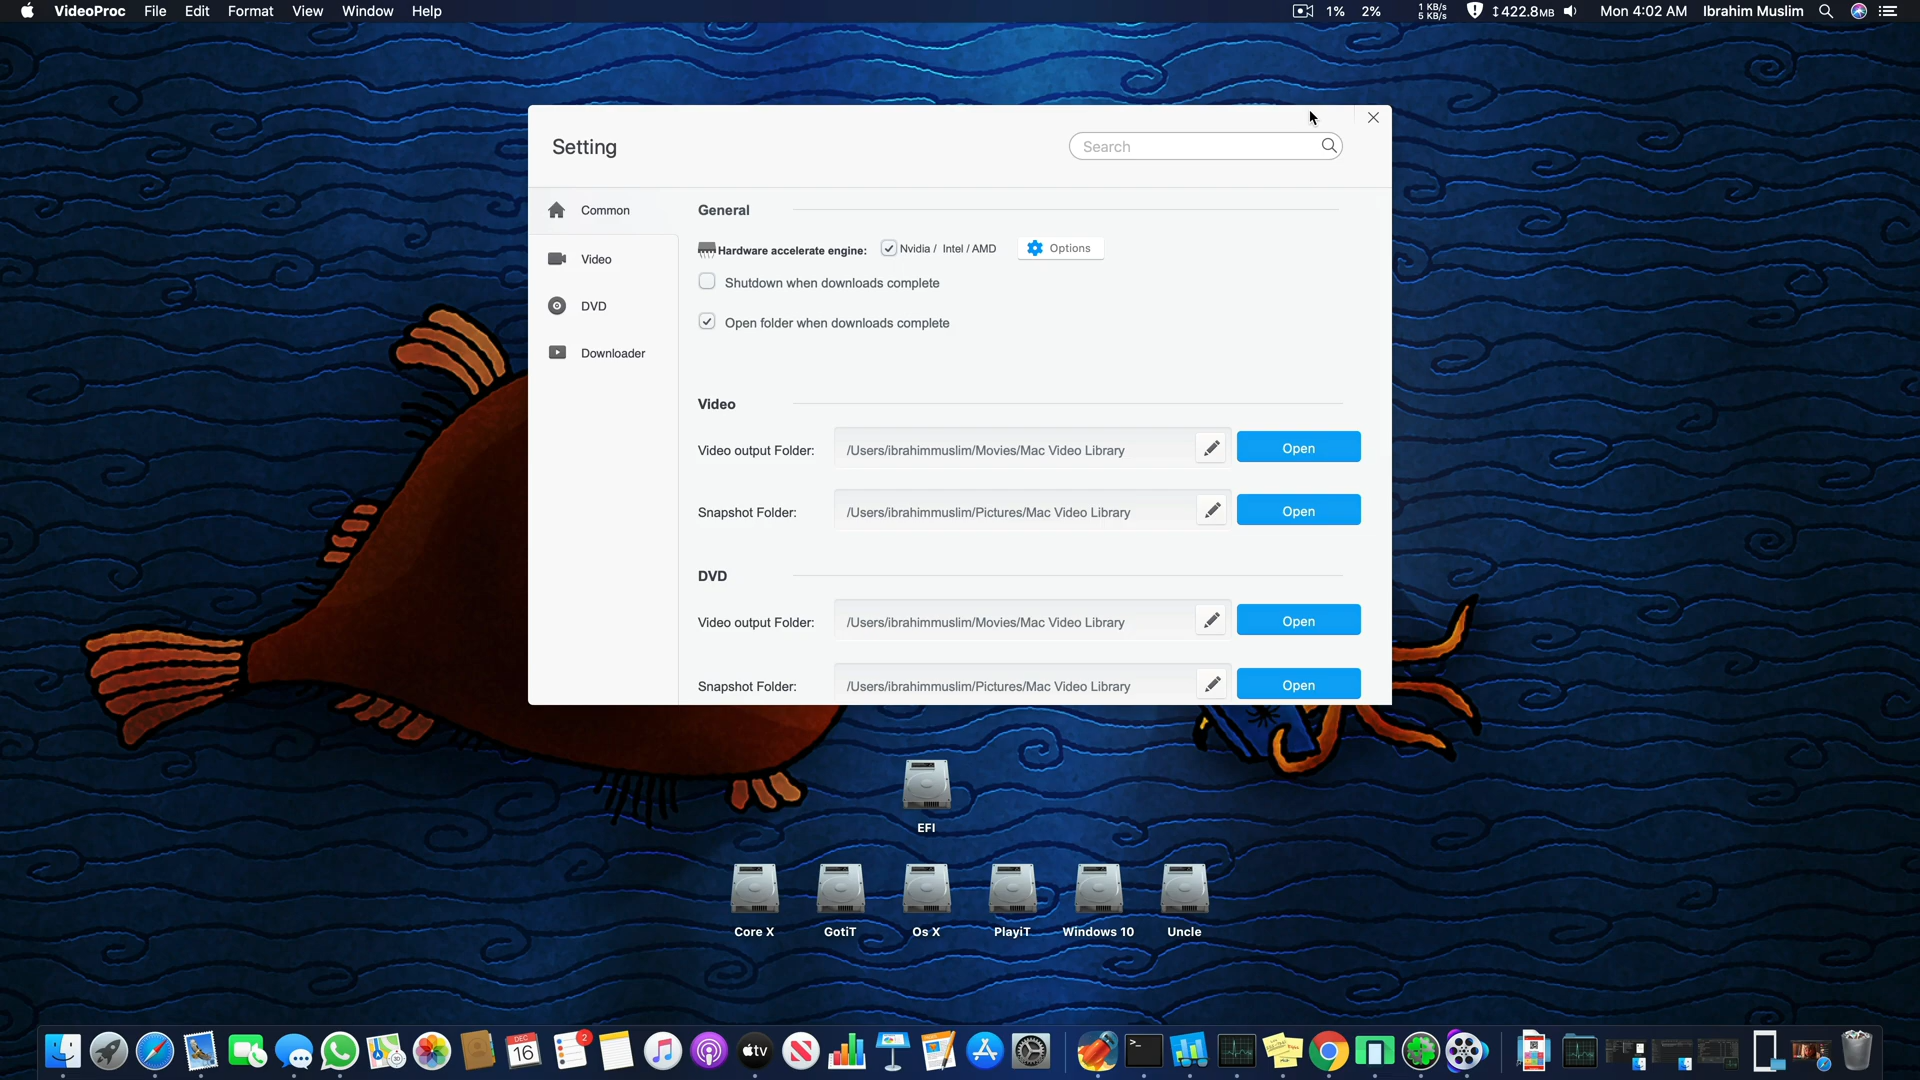 VideoProc File Edit Format View Window Help
1% 2% 1 KB/s 5 KB/s 422.8MB Mon 4:02 AM Ibrahim Muslim
Setting
Search
Common
Video
DVD
Downloader
General
Hardware accelerate engine: Nvidia / Intel / AMD Options
Shutdown when downloads complete
Open folder when downloads complete
Video
Video output Folder: /Users/ibrahimmuslim/Movies/Mac Video Library Open
Snapshot Folder: /Users/ibrahimmuslim/Pictures/Mac Video Library Open
DVD
Video output Folder: /Users/ibrahimmuslim/Movies/Mac Video Library Open
Snapshot Folder: /Users/ibrahimmuslim/Pictures/Mac Video Library Open
EFI
Core X GotiT Os X PlayiT Windows 10 Uncle
DEC
16
2
tv